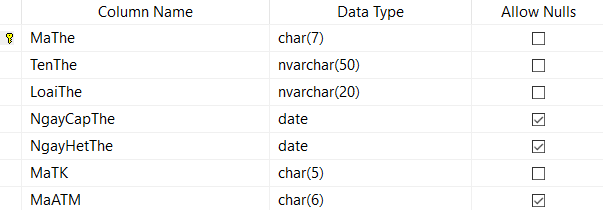 Column Name Data Type Allow Nulls
MaThe char(7)
TenThe nvarchar(50)
LoaiThe nvarchar(20)
NgayCapThe date
NgayHetThe date
MaTK char(5)
MaATM char(6)